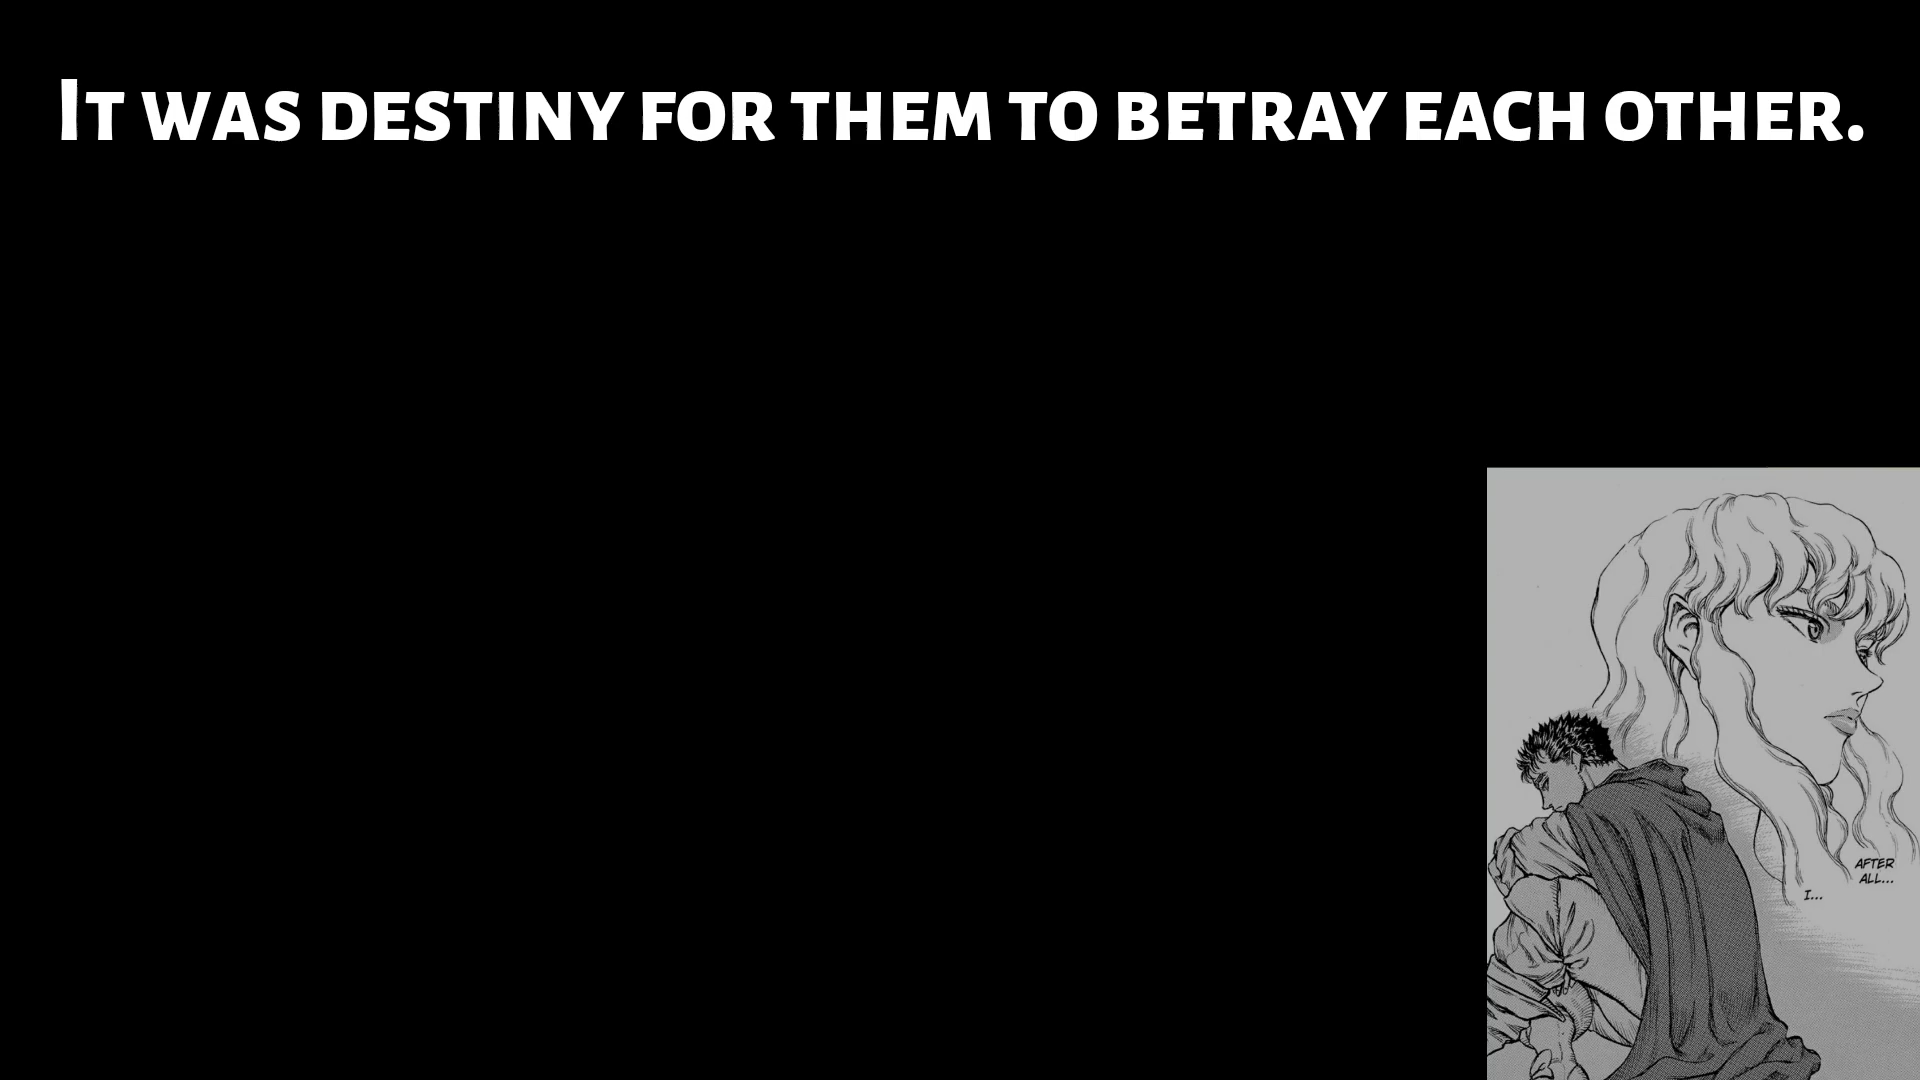 It was destiny for them to betray each other.
AFTER
ALL...
I...